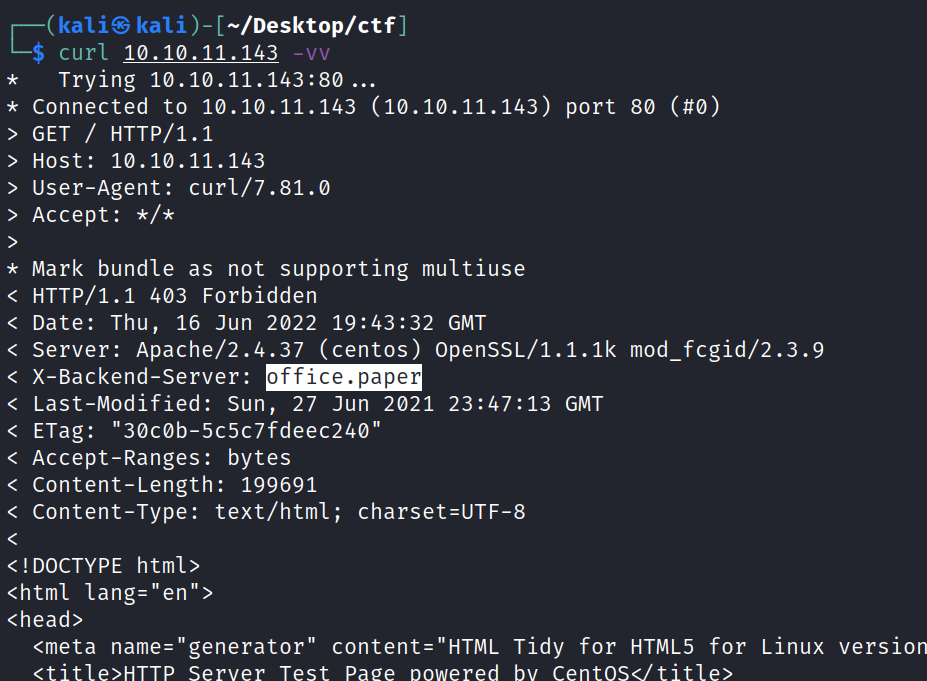 ┌──(kali㉿kali)-[~/Desktop/ctf]
└─$ curl 10.10.11.143 -vv
*   Trying 10.10.11.143:80...
* Connected to 10.10.11.143 (10.10.11.143) port 80 (#0)
> GET / HTTP/1.1
> Host: 10.10.11.143
> User-Agent: curl/7.81.0
> Accept: */*
>
* Mark bundle as not supporting multiuse
< HTTP/1.1 403 Forbidden
< Date: Thu, 16 Jun 2022 19:43:32 GMT
< Server: Apache/2.4.37 (centos) OpenSSL/1.1.1k mod_fcgid/2.3.9
< X-Backend-Server: office.paper
< Last-Modified: Sun, 27 Jun 2021 23:47:13 GMT
< ETag: "30c0b-5c5c7fdeec240"
< Accept-Ranges: bytes
< Content-Length: 199691
< Content-Type: text/html; charset=UTF-8
<
<!DOCTYPE html>
<html lang="en">
<head>
  <meta name="generator" content="HTML Tidy for HTML5 for Linux version
  <title>HTTP Server Test Page powered by CentOS</title>